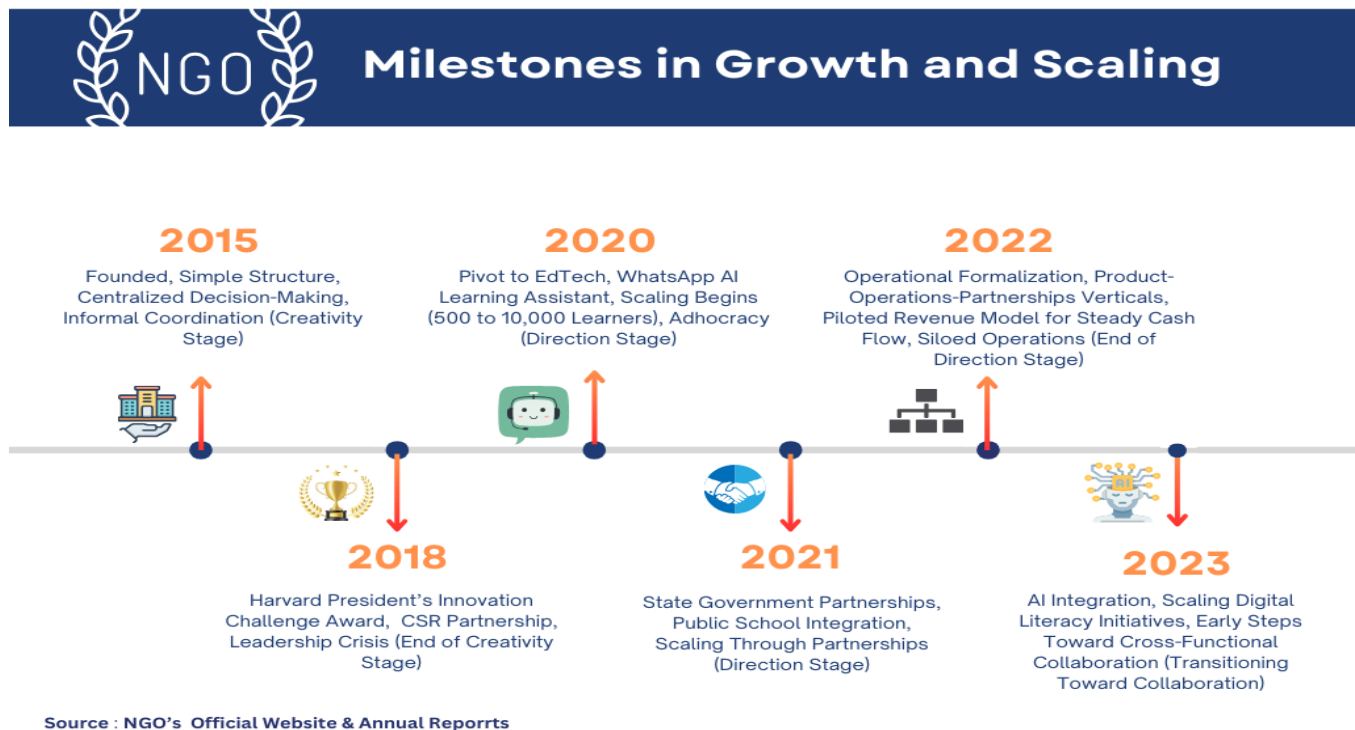 NGO
Milestones in Growth and Scaling
2015
Founded, Simple Structure,
Centralized Decision-Making,
Informal Coordination (Creativity
Stage)
2020
Pivot to EdTech, WhatsApp AI
Learning Assistant, Scaling Begins
(500 to 10,000 Learners), Adhocracy
(Direction Stage)
2022
Operational Formalization, Product-
Operations-Partnerships Verticals,
Piloted Revenue Model for Steady Cash
Flow, Siloed Operations (End of
Direction Stage)
AI
2018
Harvard President's Innovation
Challenge Award,  CSR Partnership,
Leadership Crisis (End of Creativity
Stage)
2021
State Government Partnerships,
Public School Integration,
Scaling Through Partnerships
(Direction Stage)
2023
AI Integration, Scaling Digital
Literacy Initiatives, Early Steps
Toward Cross-Functional
Collaboration (Transitioning
Toward Collaboration)
Source : NGO's  Official Website & Annual Reporrts